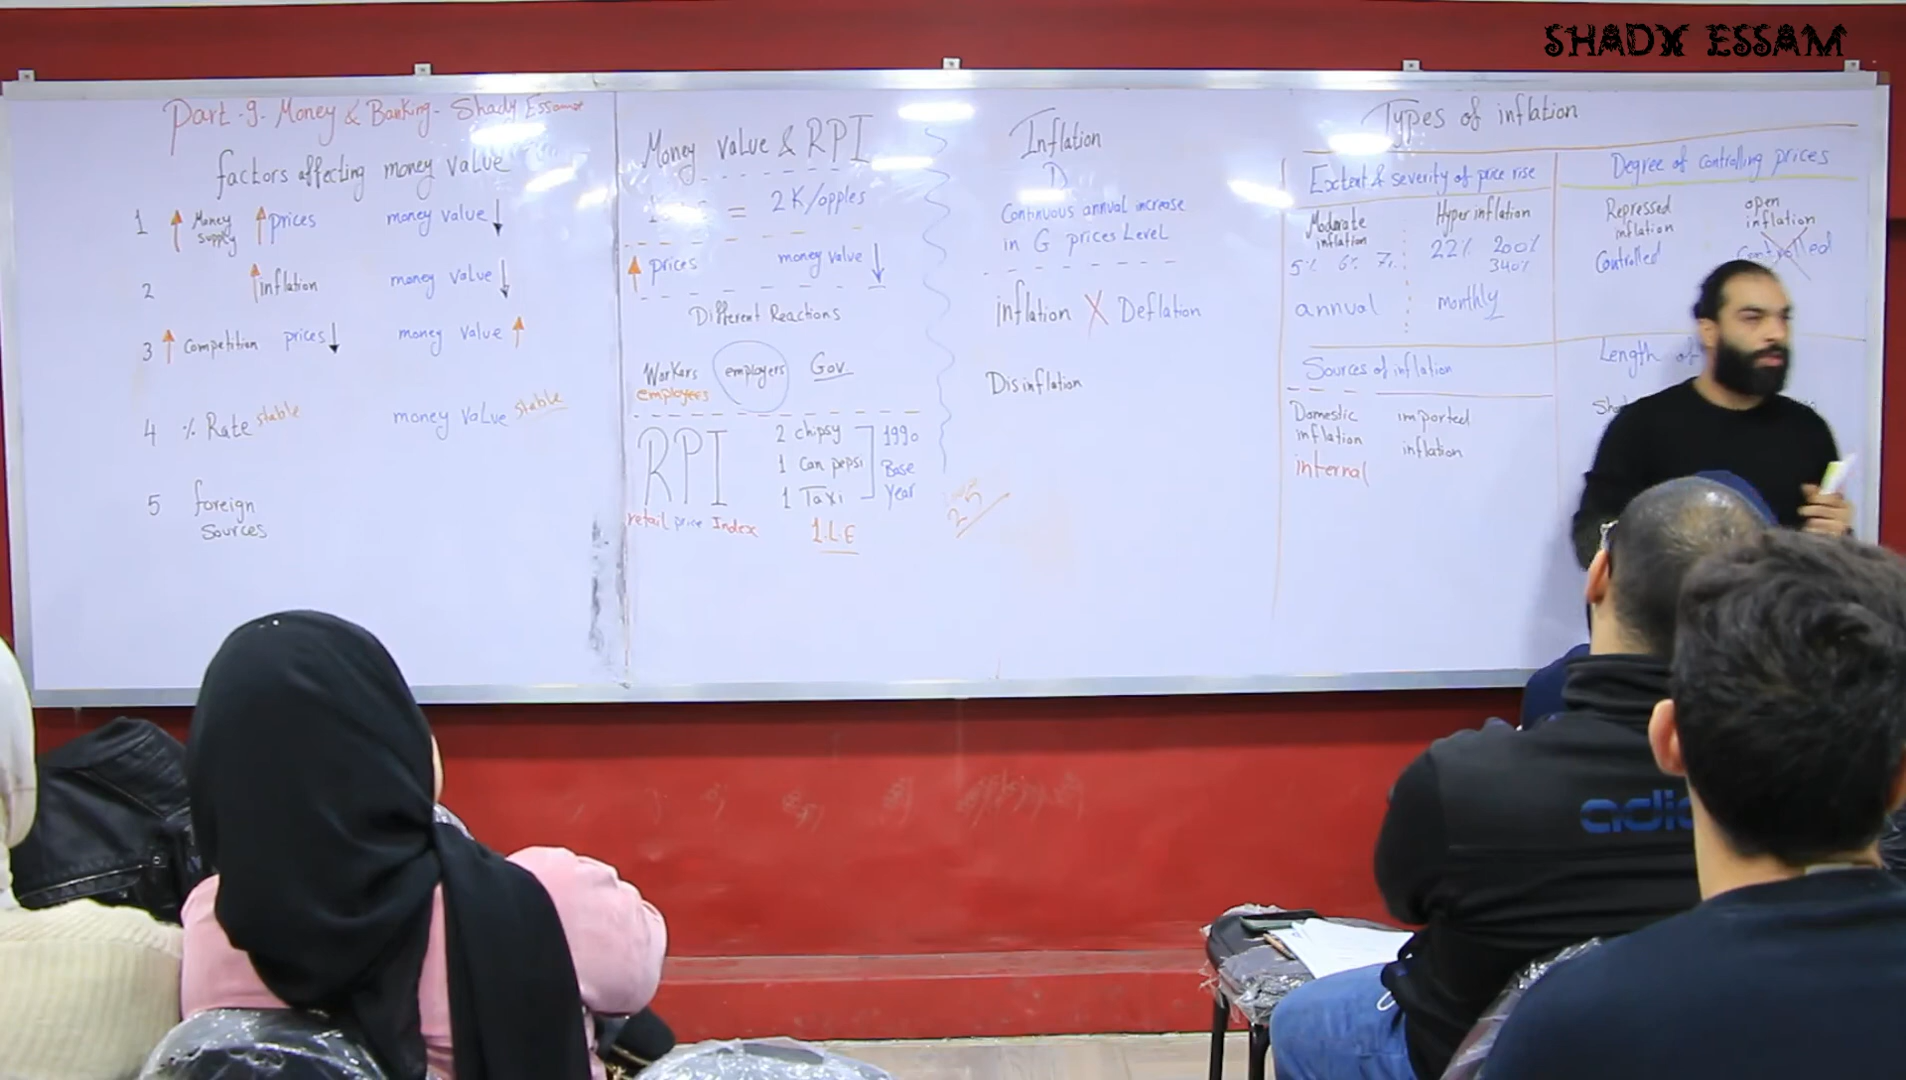 SHADY ESSAM
Part -9- Money & Banking - Shady Essam
factors affecting money value
1 ↑ Money supply ↑ prices money value ↓
2 ↑ inflation money value ↓
3 ↑ Competition prices ↓ money value ↑
4 % Rate stable money value stable
5 foreign
Sources
Money value & RPI
= 2 K/apples
↑ prices money value ↓
Different Reactions
Workers employers Gov.
employees
RPI
retail price Index
2 chipsy
1 Can pepsi
1 Taxi
1990
Base
Year
1 L.E
25
Inflation
Continuous annual increase
in G prices Level
inflation X Deflation
Disinflation
Types of inflation
Extent & severity of price rise
Moderate
inflation
5% 6% 7%
annual
Hyper inflation
22% 200%
340%
monthly
Degree of controlling prices
Repressed
inflation
Controlled
open
inflation
Controlled
Sources of inflation
Domestic
inflation
internal
imported
inflation
Length of